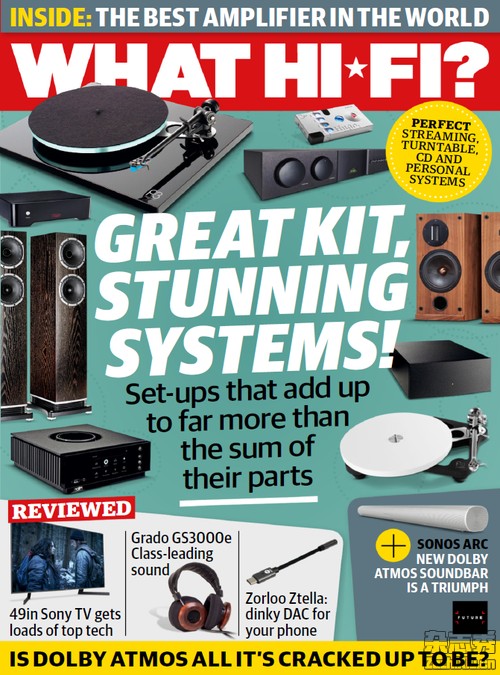 INSIDE: THE BEST AMPLIFIER IN THE WORLD
WHAT HI★FI?
PERFECT
STREAMING,
TURNTABLE,
CD AND
PERSONAL
SYSTEMS
GREAT KIT,
STUNNING
SYSTEMS!
Set-ups that add up
to far more than
the sum of
their parts
REVIEWED
49in Sony TV gets
loads of top tech
Grado GS3000e
Class-leading
sound
Zorloo Ztella:
dinky DAC for
your phone
+ SONOS ARC
NEW DOLBY
ATMOS SOUNDBAR
IS A TRIUMPH
FUTURE
IS DOLBY ATMOS ALL IT'S CRACKED UP TO BE?